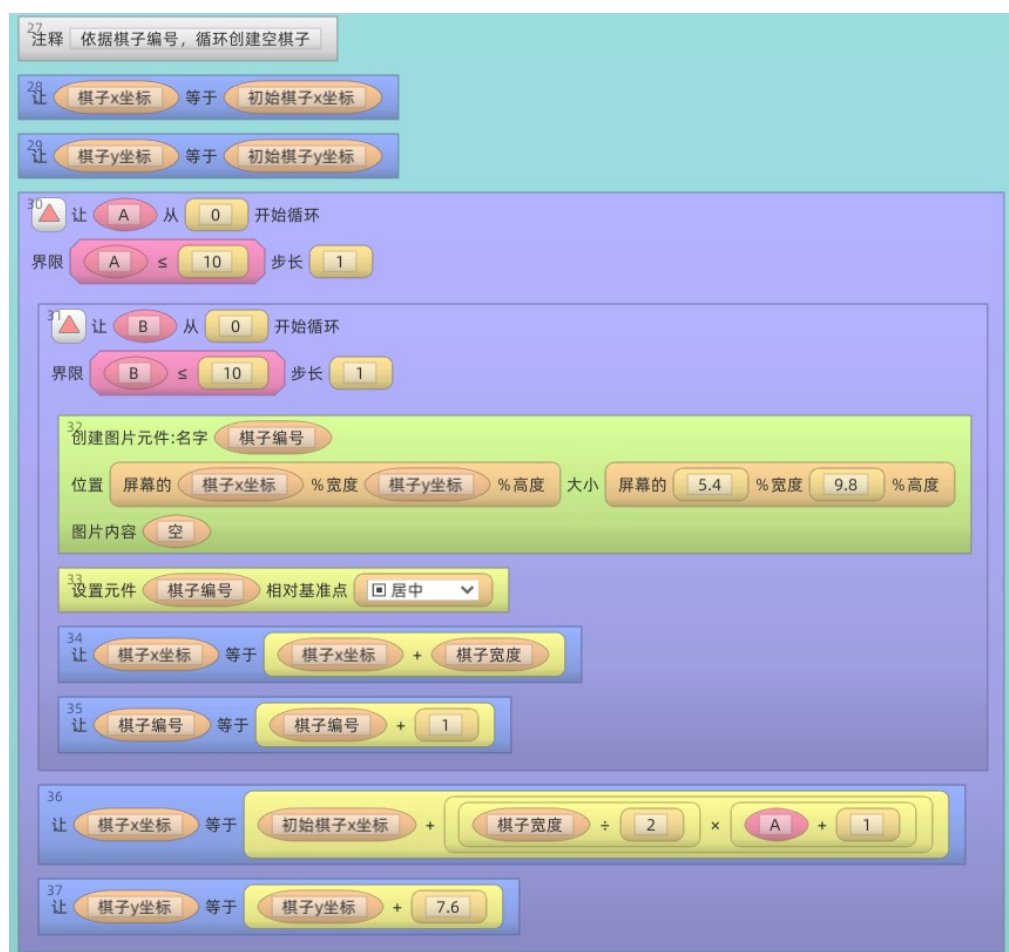 27
注释 依据棋子编号，循环创建空棋子
28
让 棋子x坐标 等于 初始棋子x坐标
29
让 棋子y坐标 等于 初始棋子y坐标
30
让 A 从 0 开始循环
界限 A ≤ 10 步长 1
31
让 B 从 0 开始循环
界限 B ≤ 10 步长 1
32
创建图片元件:名字 棋子编号
位置 屏幕的 棋子x坐标 %宽度 棋子y坐标 %高度 大小 屏幕的 5.4 %宽度 9.8 %高度
图片内容 空
33
设置元件 棋子编号 相对基准点 居中
34
让 棋子x坐标 等于 棋子x坐标 + 棋子宽度
35
让 棋子编号 等于 棋子编号 + 1
36
让 棋子x坐标 等于 初始棋子x坐标 + 棋子宽度 ÷ 2 × A + 1
37
让 棋子y坐标 等于 棋子y坐标 + 7.6